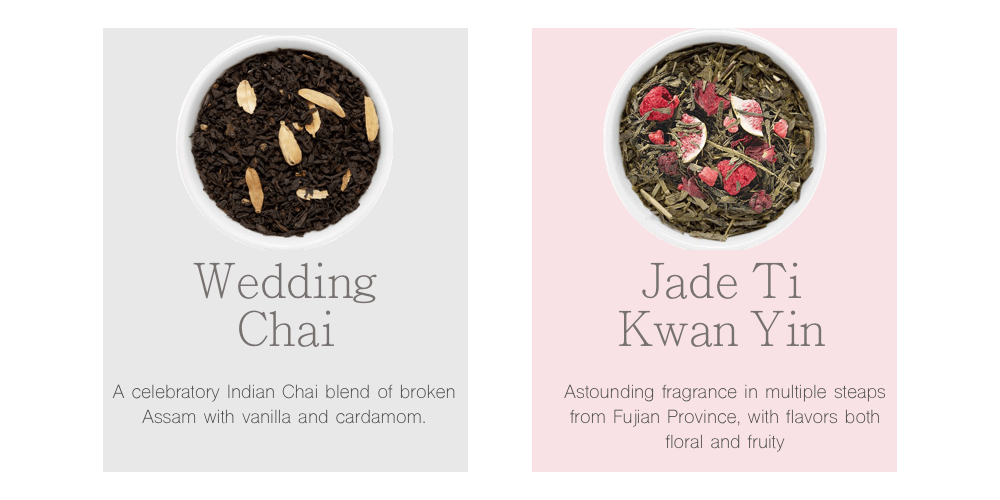 Wedding
Chai
A celebratory Indian Chai blend of broken
Assam with vanilla and cardamom.
Jade Ti
Kwan Yin
Astounding fragrance in multiple steaps
from Fujian Province, with flavors both
floral and fruity